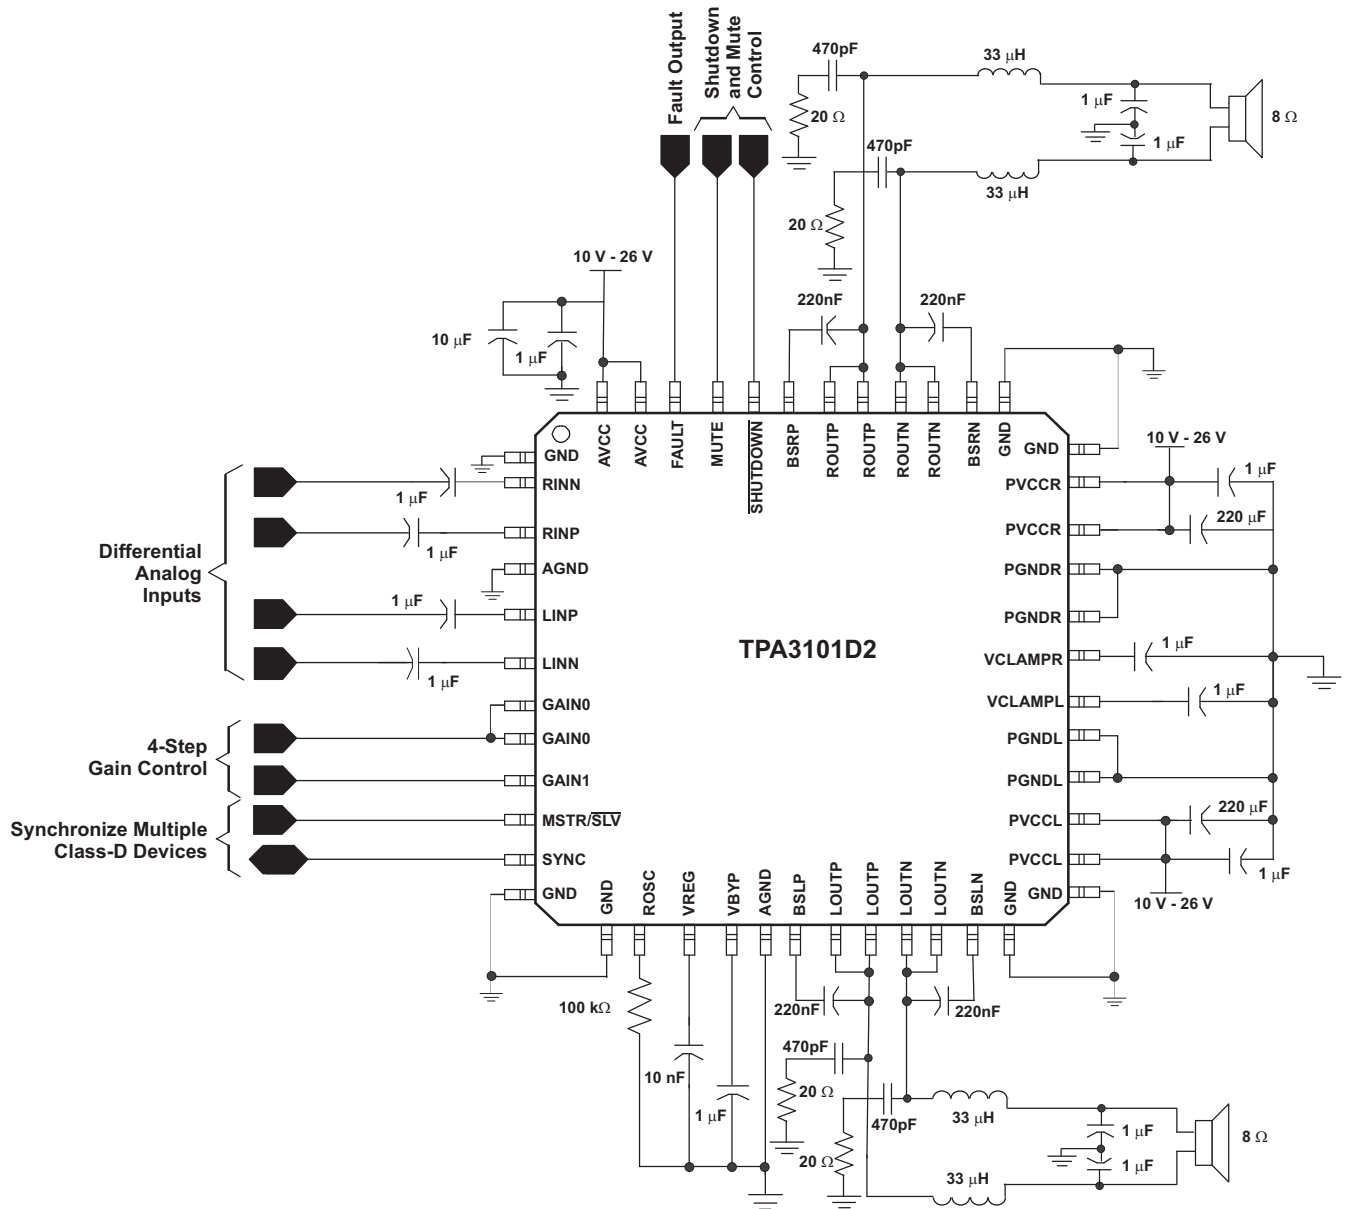 Fault Output
Shutdown
and Mute
Control
470pF
20 Ω
33 μH
1 μF
1 μF
8 Ω
470pF
20 Ω
33 μH
10 V - 26 V
10 μF
1 μF
220nF
220nF
AVCC
AVCC
FAULT
MUTE
SHUTDOWN
BSRP
ROUTP
ROUTP
ROUTN
ROUTN
BSRN
GND
Differential
Analog
Inputs
1 μF
1 μF
1 μF
1 μF
4-Step
Gain Control
Synchronize Multiple
Class-D Devices
GND
RINN
RINP
AGND
LINP
LINN
GAIN0
GAIN0
GAIN1
MSTR/SLV
SYNC
GND
TPA3101D2
GND
PVCCR
PVCCR
PGNDR
PGNDR
VCLAMPR
VCLAMPL
PGNDL
PGNDL
PVCCL
PVCCL
GND
10 V - 26 V
1 μF
220 μF
1 μF
1 μF
220 μF
1 μF
10 V - 26 V
GND
ROSC
VREG
VBYP
AGND
BSLP
LOUTP
LOUTP
LOUTN
LOUTN
BSLN
GND
100 kΩ
10 nF
1 μF
220nF
220nF
470pF
20 Ω
470pF
20 Ω
33 μH
33 μH
1 μF
1 μF
8 Ω